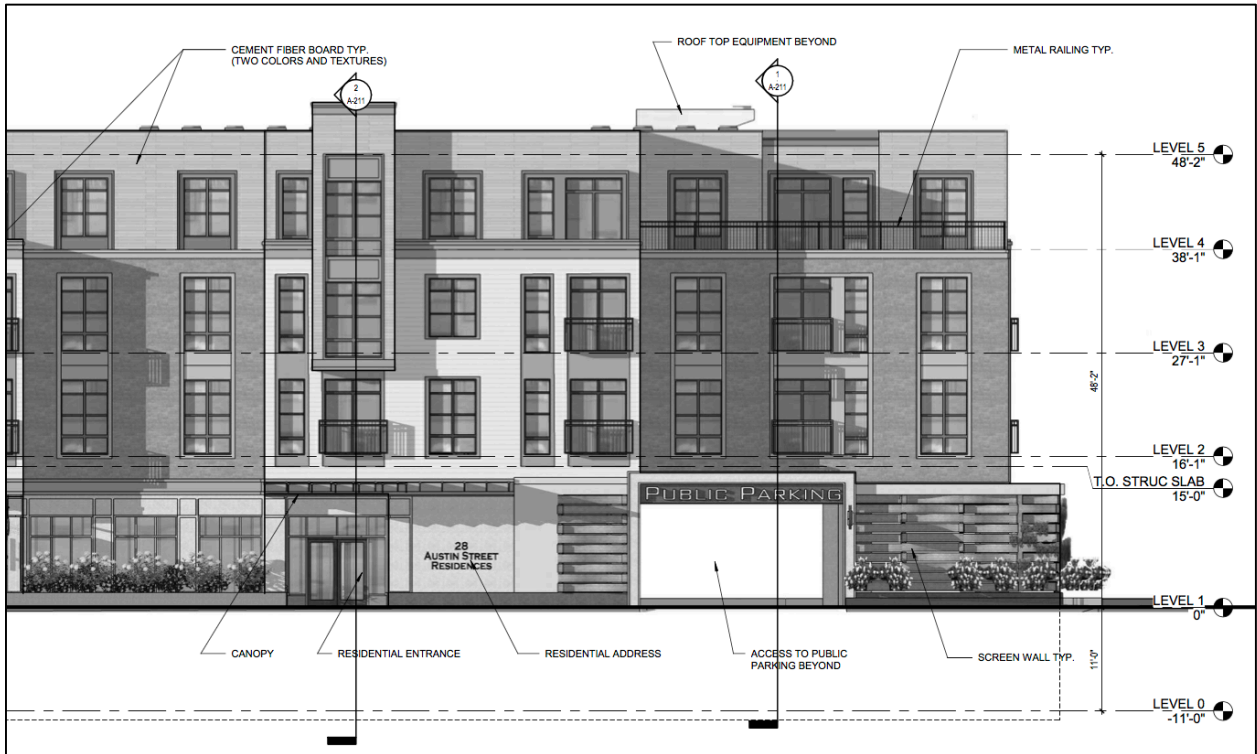 CEMENT FIBER BOARD TYP.
(TWO COLORS AND TEXTURES)
ROOF TOP EQUIPMENT BEYOND
METAL RAILING TYP.
2
A-211
1
A-211
LEVEL 5
48'-2"
LEVEL 4
38'-1"
LEVEL 3
27'-1"
48'-2"
LEVEL 2
16'-1"
T.O. STRUC SLAB
15'-0"
PUBLIC PARKING
28
AUSTIN STREET
RESIDENCES
LEVEL 1
0"
CANOPY
RESIDENTIAL ENTRANCE
RESIDENTIAL ADDRESS
ACCESS TO PUBLIC
PARKING BEYOND
SCREEN WALL TYP.
11'-0"
LEVEL 0
-11'-0"